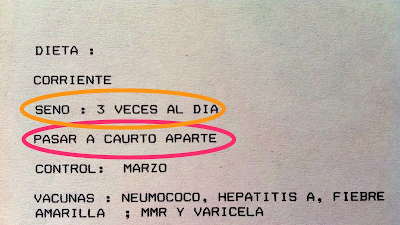 DIETA :
CORRIENTE
SENO : 3 VECES AL DIA
PASAR A CAURTO APARTE
CONTROL: MARZO
VACUNAS : NEUMOCOCO, HEPATITIS A, FIEBRE
AMARILLA ; MMR Y VARICELA